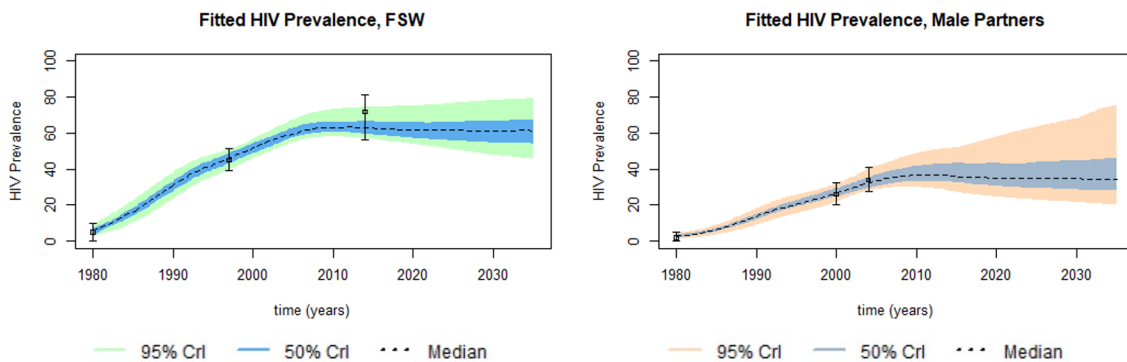 Fitted HIV Prevalence, FSW
HIV Prevalence
100
80
60
40
20
0
1980 1990 2000 2010 2020 2030
time (years)
95% CrI 50% CrI Median
Fitted HIV Prevalence, Male Partners
HIV Prevalence
100
80
60
40
20
0
1980 1990 2000 2010 2020 2030
time (years)
95% CrI 50% CrI Median